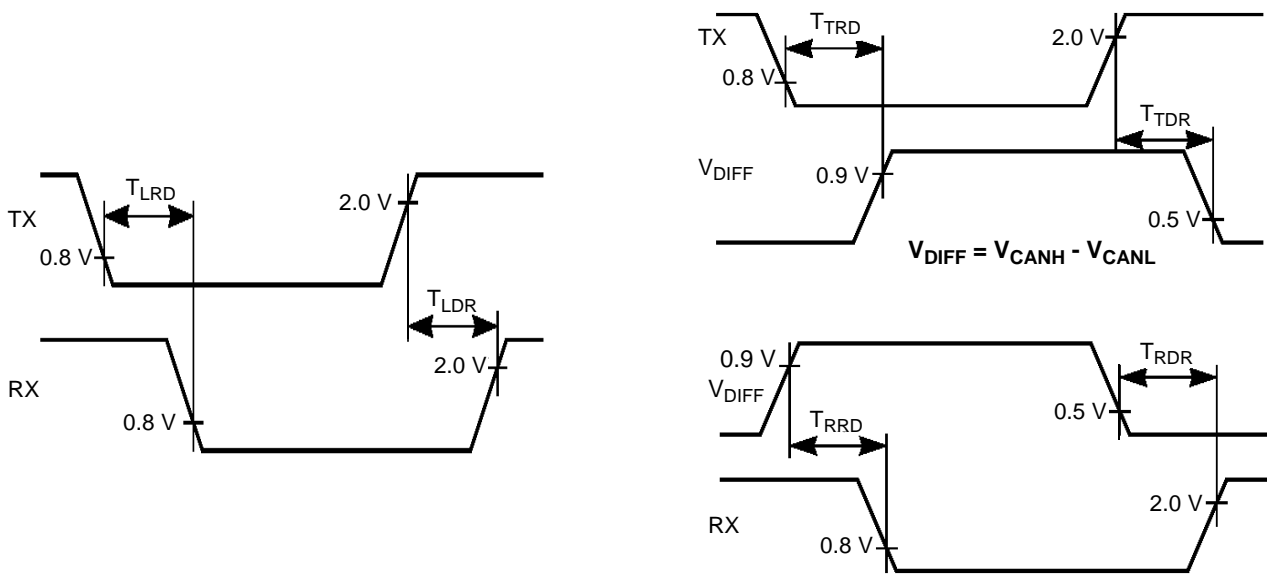 TX
T_LRD
0.8 V
2.0 V
T_LDR
RX
0.8 V
2.0 V
TX
T_TRD
0.8 V
2.0 V
T_TDR
V_DIFF
0.9 V
0.5 V
V_DIFF = V_CANH - V_CANL
0.9 V
V_DIFF
T_RRD
0.5 V
T_RDR
RX
0.8 V
2.0 V